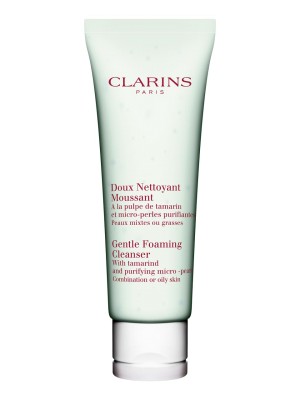 CLARINS
PARIS
Doux Nettoyant
Moussant
A la pulpe de tamarin
et micro-perles purifiantes
Peaux mixtes ou grasses
Gentle Foaming
Cleanser
With tamarind
and purifying micro-pearls
Combination or oily skin